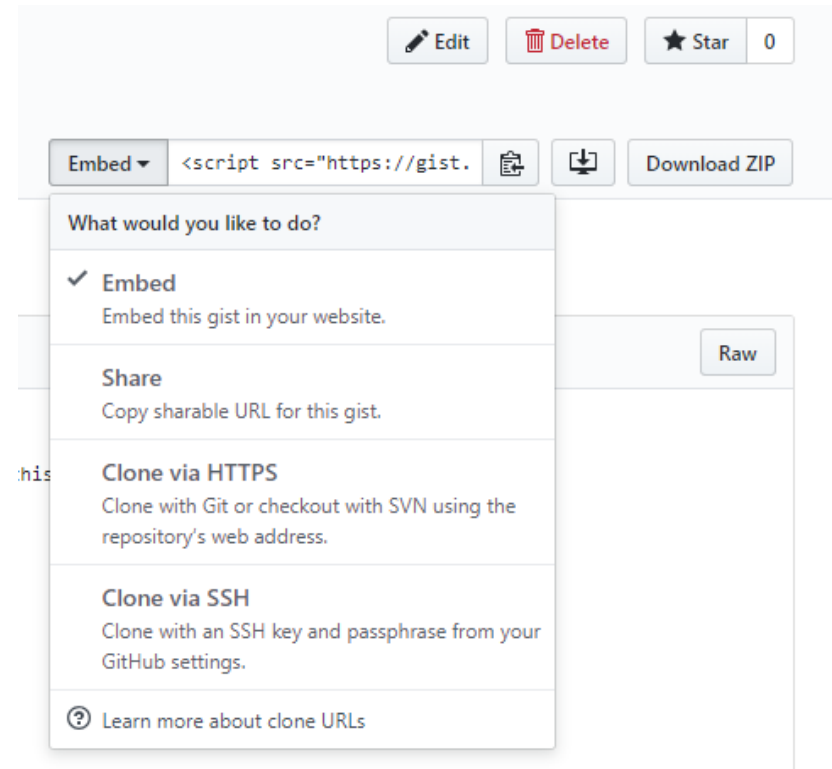 Edit Delete Star 0
Embed <script src="https://gist. Download ZIP
What would you like to do?
Embed
Embed this gist in your website.
Raw
Share
Copy sharable URL for this gist.
Clone via HTTPS
his
Clone with Git or checkout with SVN using the
repository's web address.
Clone via SSH
Clone with an SSH key and passphrase from your
GitHub settings.
Learn more about clone URLs